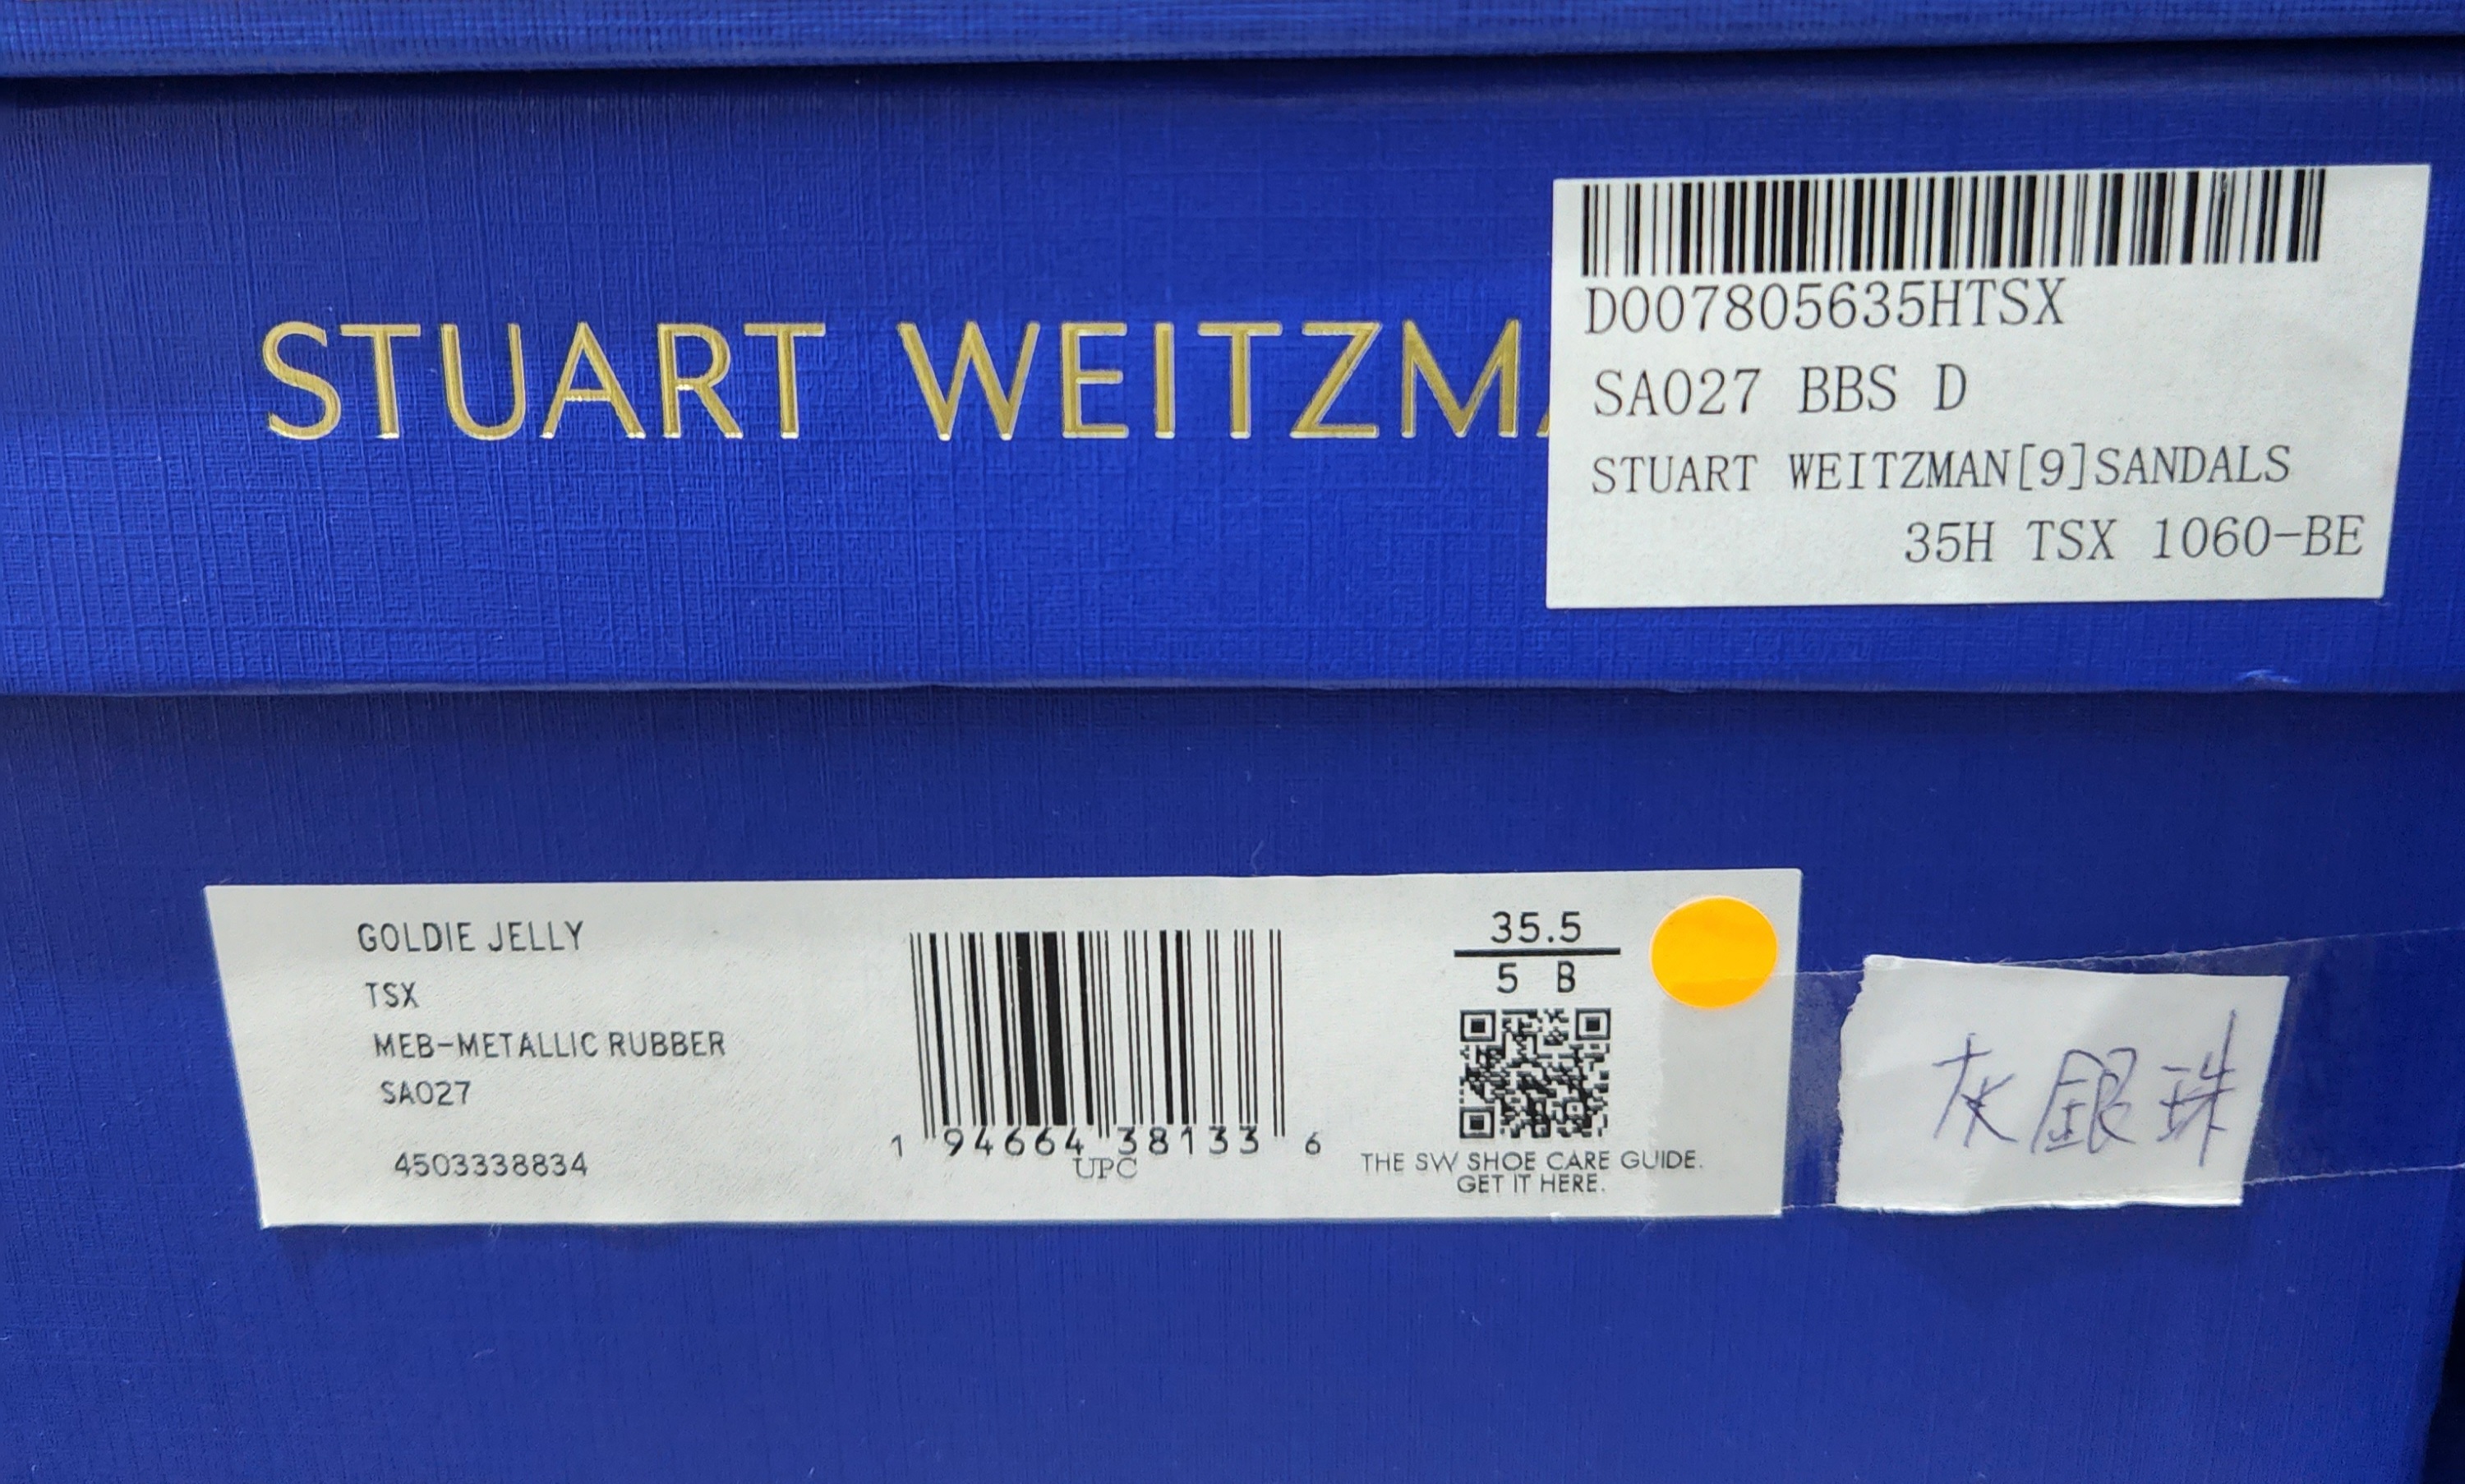 STUART WEITZM
D007805635HTSX
SA027 BBS D
STUART WEITZMAN[9]SANDALS
35H TSX 1060-BE
GOLDIE JELLY
TSX
MEB-METALLIC RUBBER
SA027
4503338834
1 94664 38133 6
UPC
35.5
5 B
THE SW SHOE CARE GUIDE.
GET IT HERE.
灰銀珠